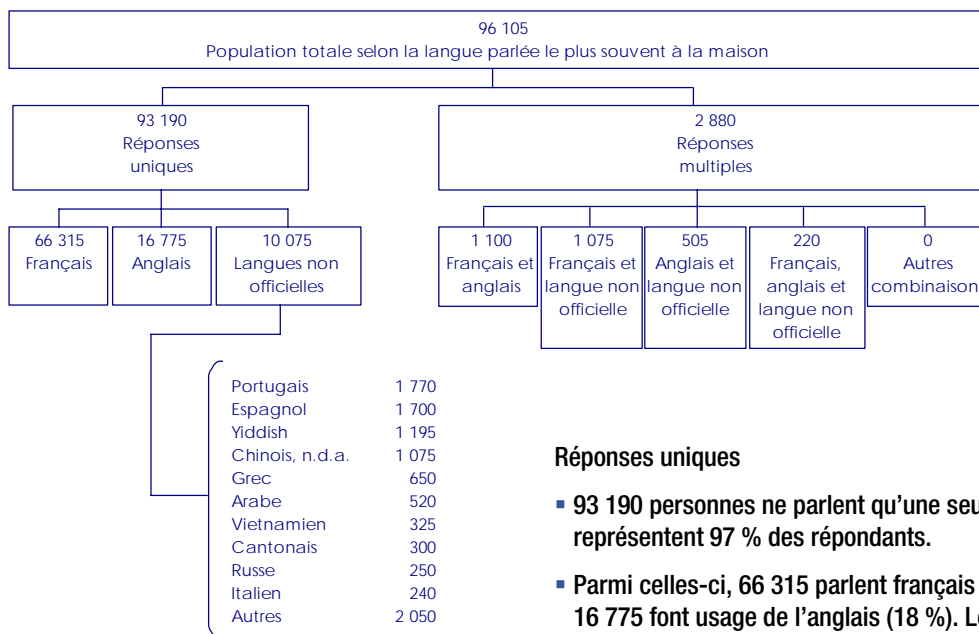 96 105
Population totale selon la langue parlée le plus souvent à la maison
93 190
Réponses
uniques
2 880
Réponses
multiples
66 315
Français
16 775
Anglais
10 075
Langues non
officielles
1 100
Français et
anglais
1 075
Français et
langue non
officielle
505
Anglais et
langue non
officielle
220
Français,
anglais et
langue non
officielle
0
Autres
combinaison
Portugais 1 770
Espagnol 1 700
Yiddish 1 195
Chinois, n.d.a. 1 075
Grec 650
Arabe 520
Vietnamien 325
Cantonais 300
Russe 250
Italien 240
Autres 2 050
Réponses uniques
▪ 93 190 personnes ne parlent qu'une seu
représentent 97 % des répondants.
▪ Parmi celles-ci, 66 315 parlent français
16 775 font usage de l'anglais (18 %). L